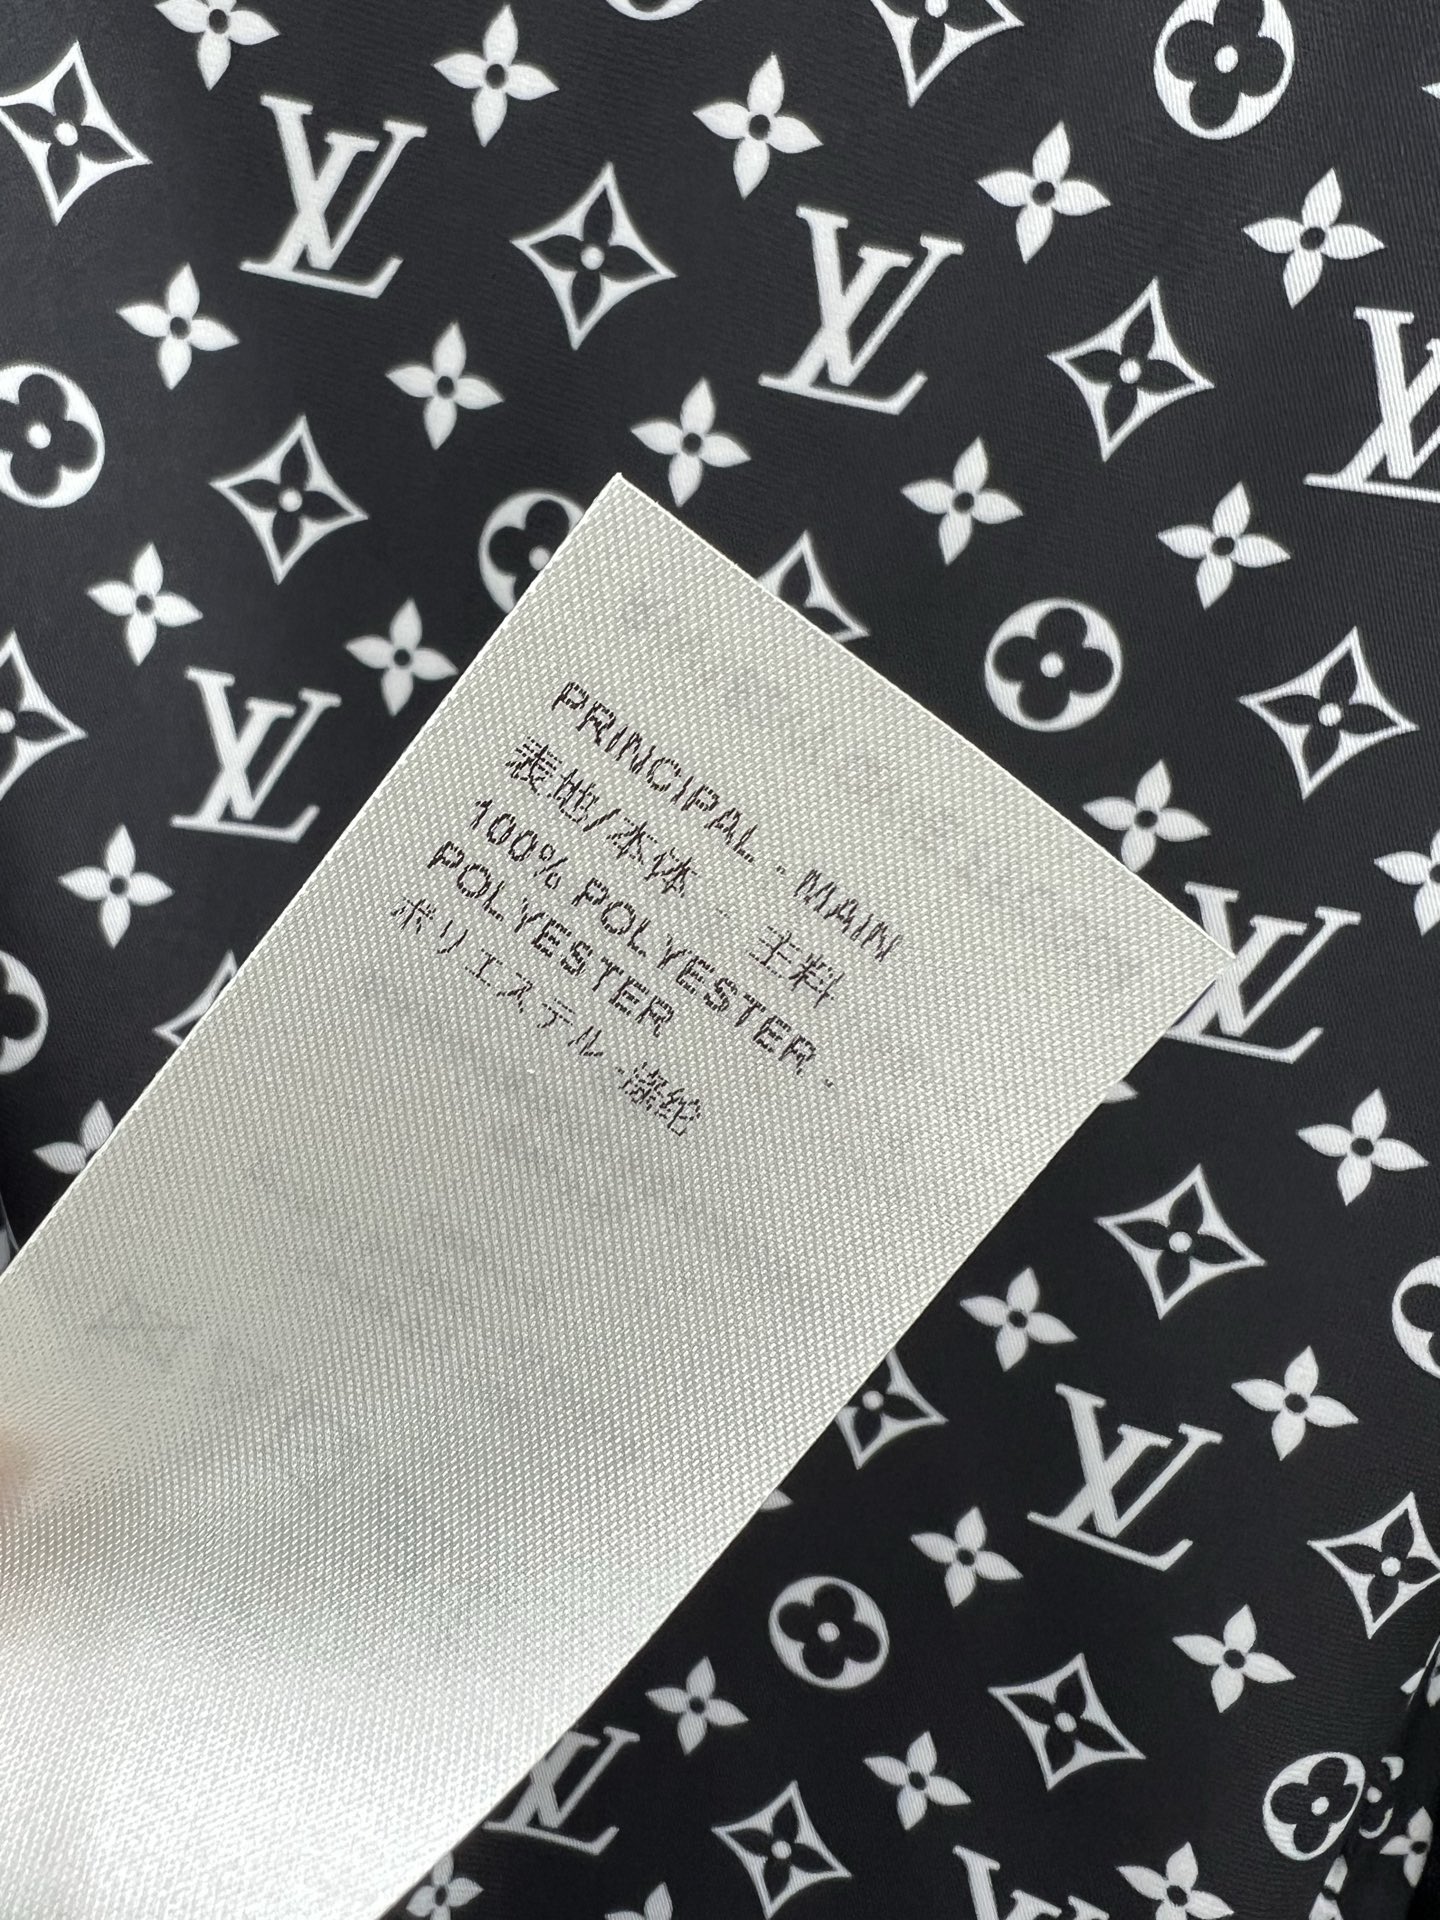 PRINCIPAL - MAIN
表地/本体 - 主料
100% POLYESTER -
POLYESTER
ポリエステル -涤纶